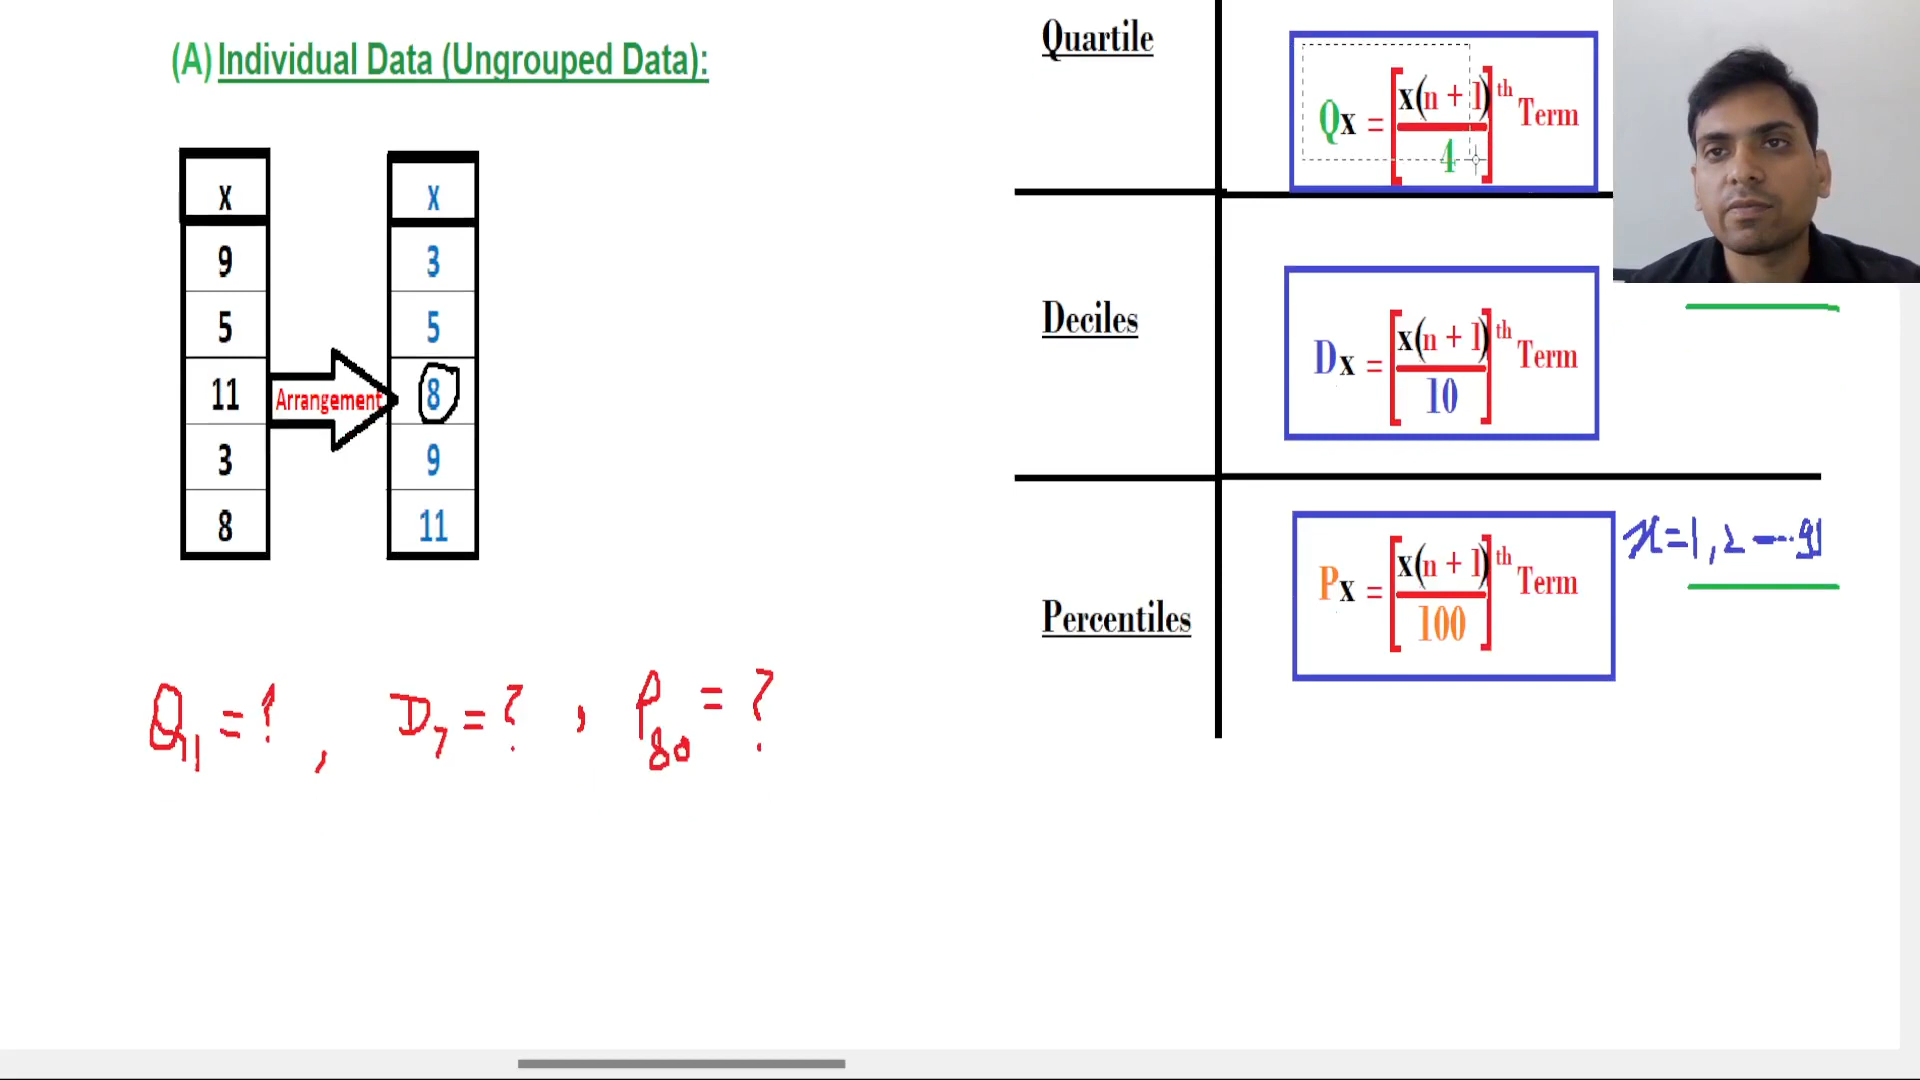 (A) Individual Data (Ungrouped Data):
x
9
5
11
3
8
Arrangement
x
3
5
8
9
11
Q1 = ? , D7 = ? , P80 = ?
Quartile
Qx = [x(n + 1)/4]th Term
Deciles
Dx = [x(n + 1)/10]th Term
Percentiles
Px = [x(n + 1)/100]th Term
x=1, 2 ---- 99